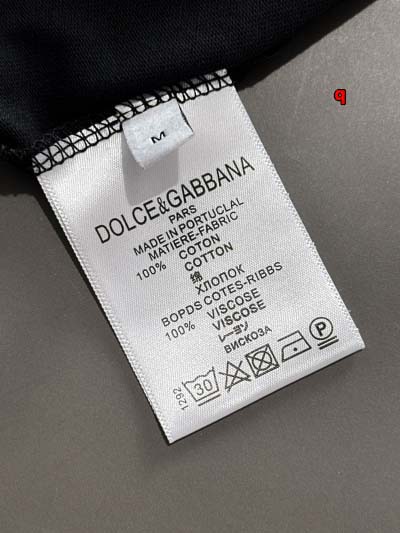 q
M
DOLCE&GABBANA
PARS
MADE IN PORTUCLAL
MATIERE-FABRIC
100% COTON
COTTON
綿
ХЛОПОК
BOPDS COTES-RIBBS
100% VISCOSE
VISCOSE
レーヨン
ВИСКОЗА
1292
30
P